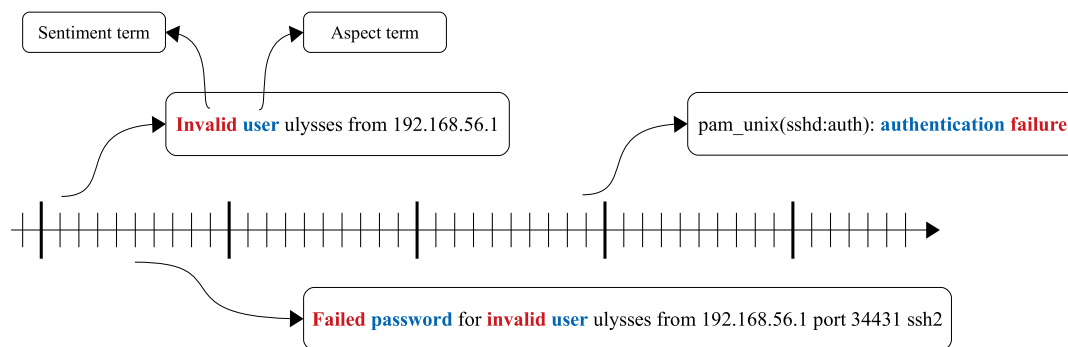 Sentiment term
Aspect term
Invalid user ulysses from 192.168.56.1
pam_unix(sshd:auth): authentication failure
Failed password for invalid user ulysses from 192.168.56.1 port 34431 ssh2